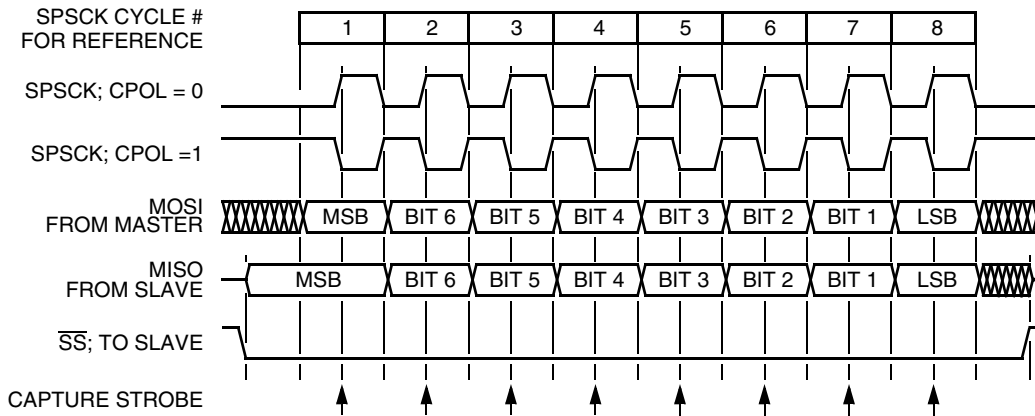 SPSCK CYCLE #
FOR REFERENCE
1 2 3 4 5 6 7 8
SPSCK; CPOL = 0
SPSCK; CPOL =1
MOSI
FROM MASTER
MSB BIT 6 BIT 5 BIT 4 BIT 3 BIT 2 BIT 1 LSB
MISO
FROM SLAVE
MSB BIT 6 BIT 5 BIT 4 BIT 3 BIT 2 BIT 1 LSB
S̅S̅; TO SLAVE
CAPTURE STROBE